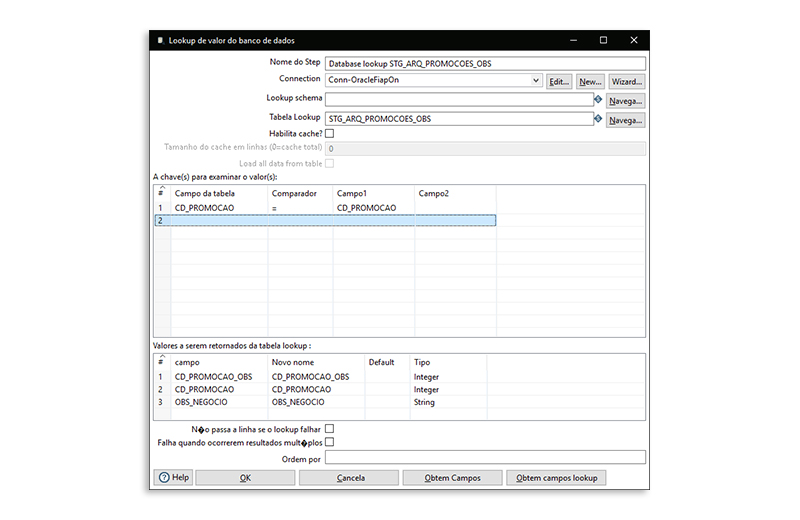 Lookup de valor do banco de dados
Nome do Step Database lookup STG_ARQ_PROMOCOES_OBS
Connection Conn-OracleFiapOn Edit... New... Wizard...
Lookup schema Navega...
Tabela Lookup STG_ARQ_PROMOCOES_OBS Navega...
Habilita cache?
Tamanho do cache em linhas (0=cache total) 0
Load all data from table
A chave(s) para examinar o valor(s):
# Campo da tabela Comparador Campo1 Campo2
1 CD_PROMOCAO = CD_PROMOCAO
2
Valores a serem retornados da tabela lookup :
# campo Novo nome Default Tipo
1 CD_PROMOCAO_OBS CD_PROMOCAO_OBS Integer
2 CD_PROMOCAO CD_PROMOCAO Integer
3 OBS_NEGOCIO OBS_NEGOCIO String
N�o passa a linha se o lookup falhar
Falha quando ocorrerem resultados mult�plos
Ordem por
Help OK Cancela Obtem Campos Obtem campos lookup